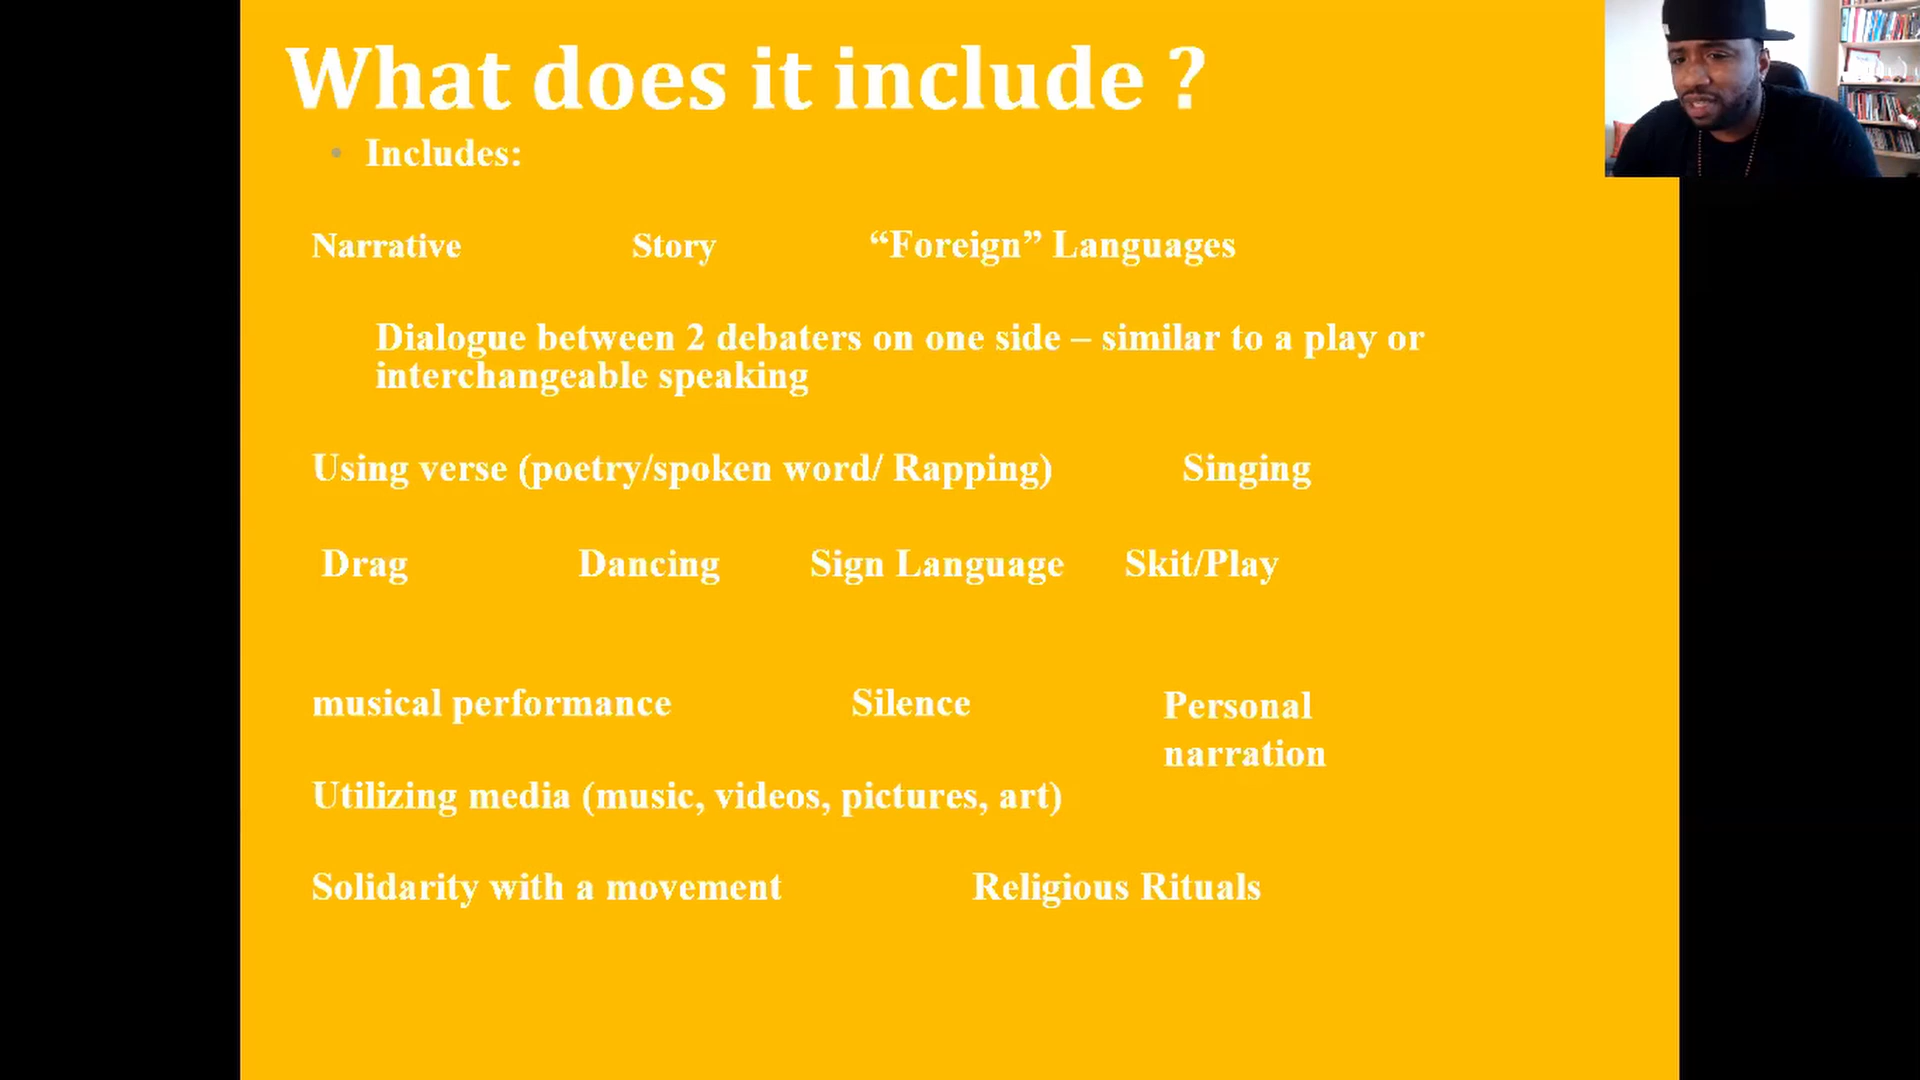 What does it include ?
• Includes:
Narrative Story “Foreign” Languages
Dialogue between 2 debaters on one side – similar to a play or
interchangeable speaking
Using verse (poetry/spoken word/ Rapping) Singing
Drag Dancing Sign Language Skit/Play
musical performance Silence Personal
narration
Utilizing media (music, videos, pictures, art)
Solidarity with a movement Religious Rituals